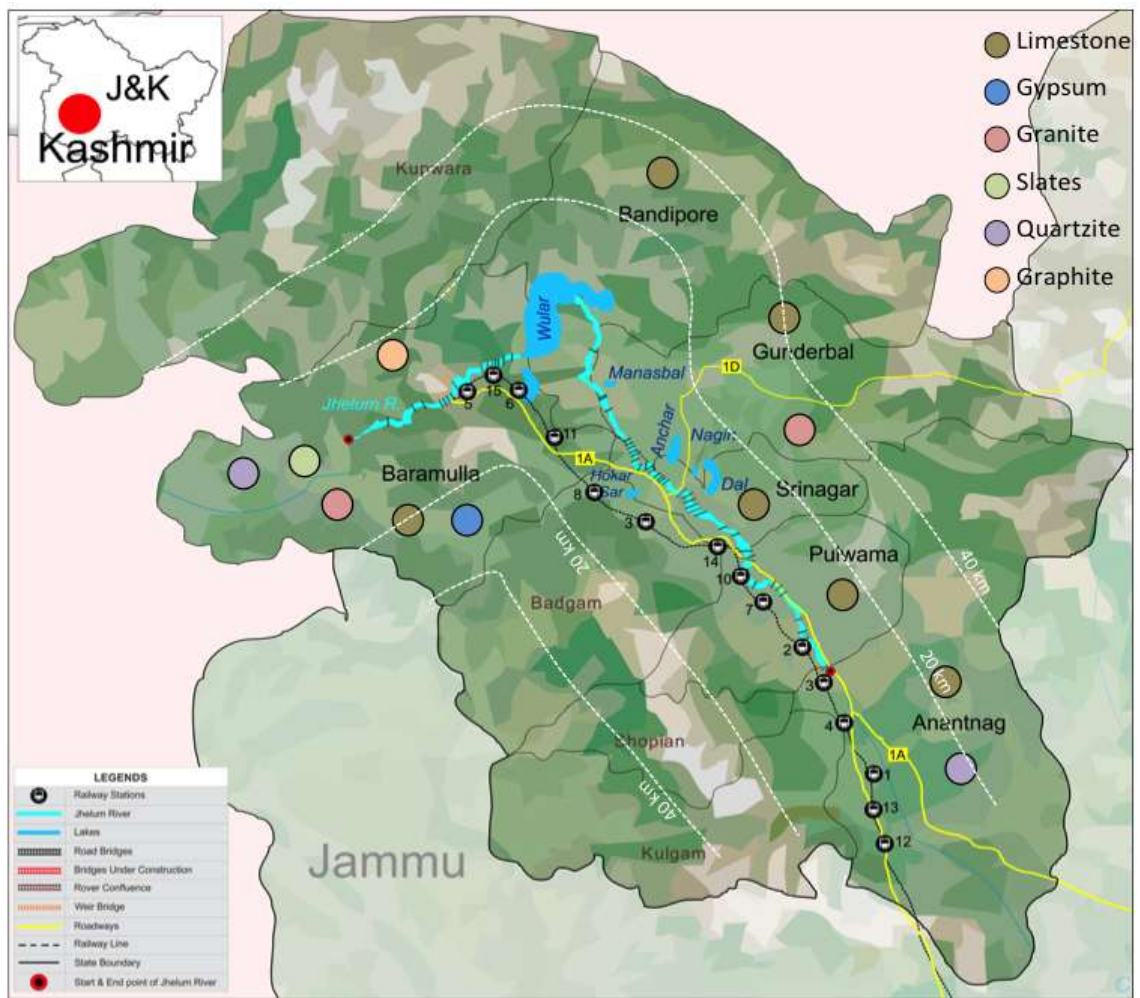 J&K
Kashmir
Limestone
Gypsum
Granite
Slates
Quartzite
Graphite
Kupwara
Bandipore
Wular
Gunderbal
Manasbal
1D
Jhelum R.
15
5
6
Anchar
Nagin
11
1A
Baramulla
Hokar
Sar
Dal
Srinagar
8
3
14
Pulwama
40 km
20 km
10
Badgam
7
2
20 km
3
Anantnag
4
Shopian
1A
1
40 km
13
12
Kulgam
Jammu
LEGENDS
Railway Stations
Jhelum River
Lakes
Road Bridges
Bridges Under Construction
Rover Confluence
Weir Bridge
Roadways
Railway Line
State Boundary
Start & End point of Jhelum River